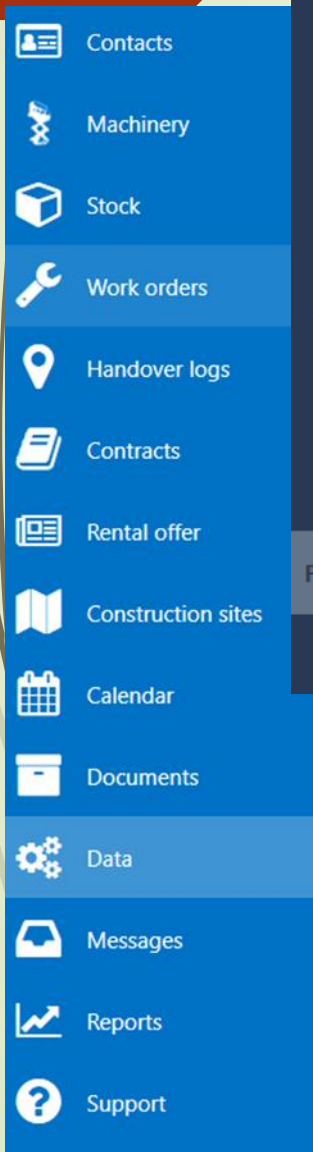 Contacts
Machinery
Stock
Work orders
Handover logs
Contracts
Rental offer
Construction sites
Calendar
Documents
Data
Messages
Reports
Support